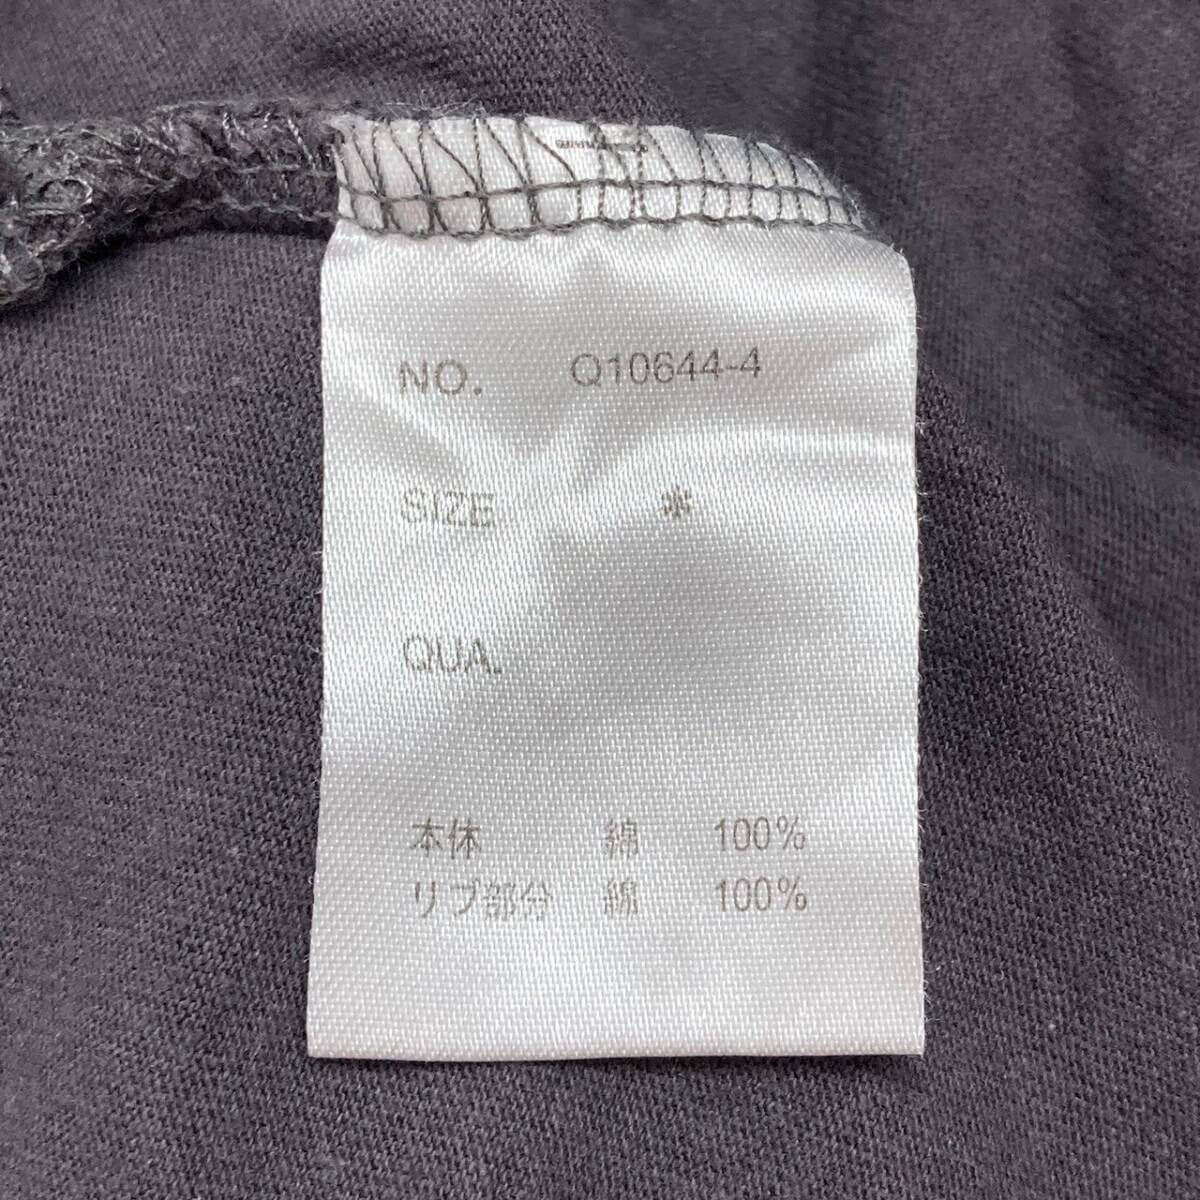 NO. Q10644-4
SIZE *
QUA.
本体 綿 100%
リブ部分 綿 100%